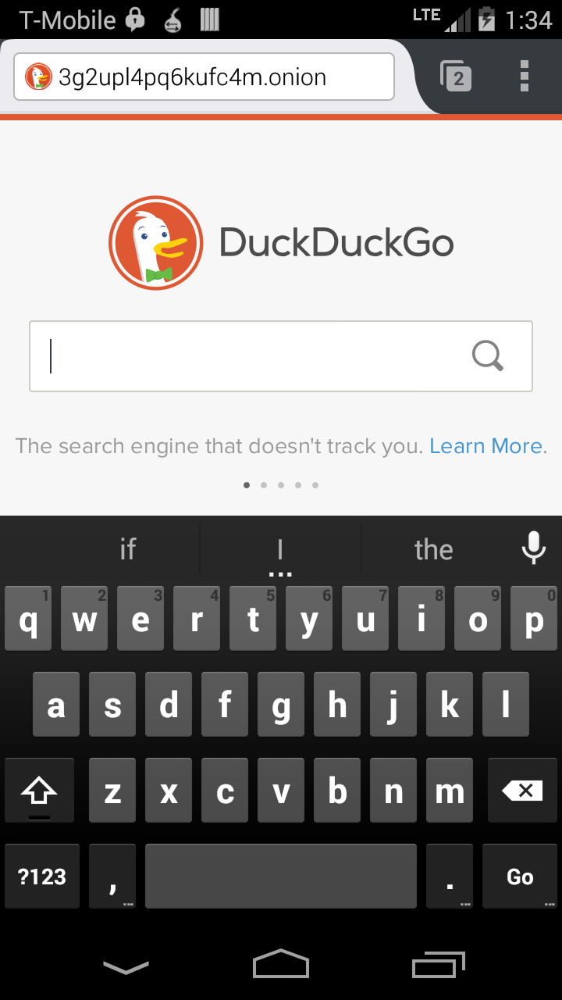 T-Mobile LTE 1:34
3g2upl4pq6kufc4m.onion 2
DuckDuckGo
The search engine that doesn't track you. Learn More.
if I the
...
1 2 3 4 5 6 7 8 9 0
q w e r t y u i o p
a s d f g h j k l
z x c v b n m
?123 , . Go
... ... ...